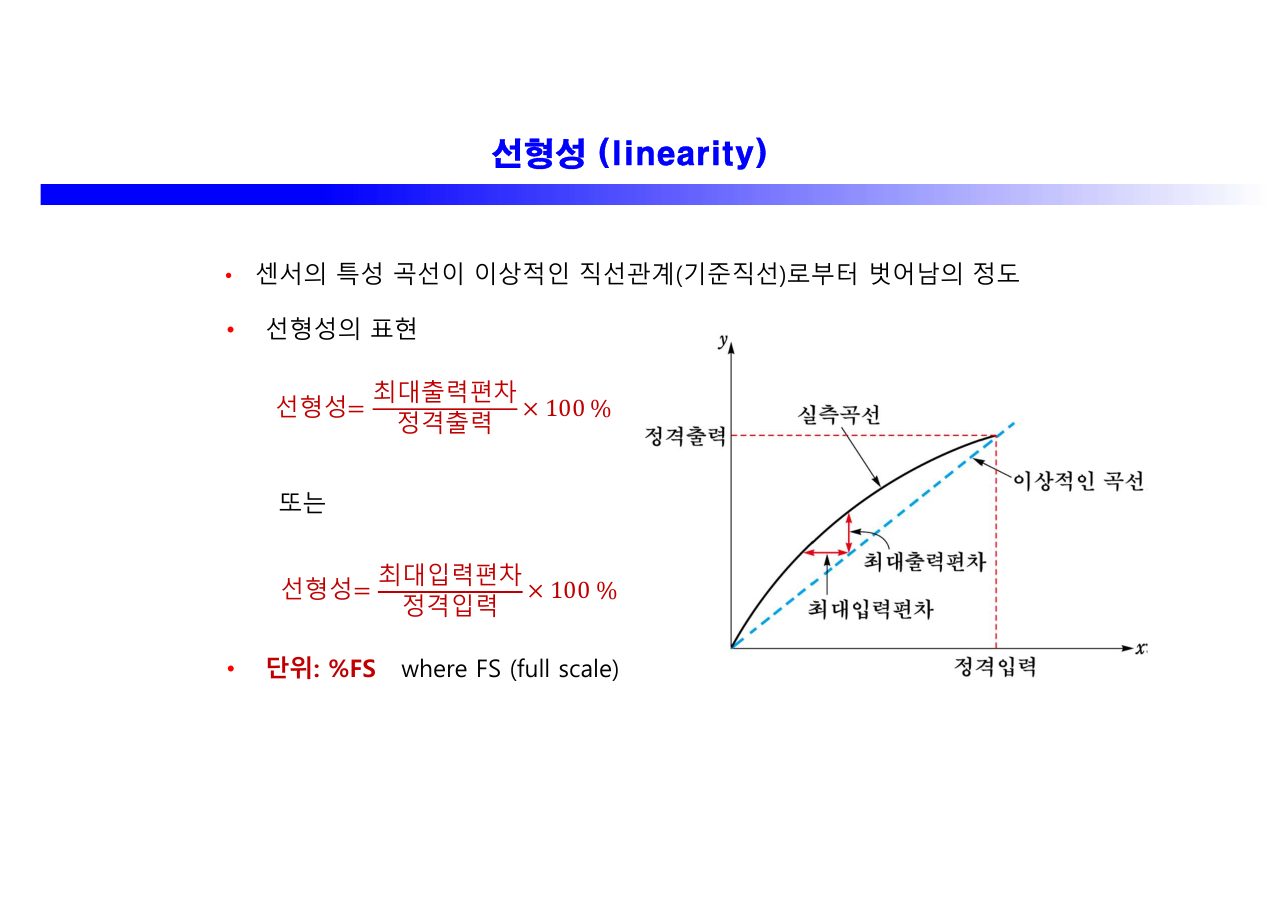 선형성 (linearity)
• 센서의 특성 곡선이 이상적인 직선관계(기준직선)로부터 벗어남의 정도
• 선형성의 표현
선형성= 최대출력편차/정격출력 × 100 %
또는
선형성= 최대입력편차/정격입력 × 100 %
• 단위: %FS where FS (full scale)
y
실측곡선
정격출력
이상적인 곡선
최대출력편차
최대입력편차
x
정격입력